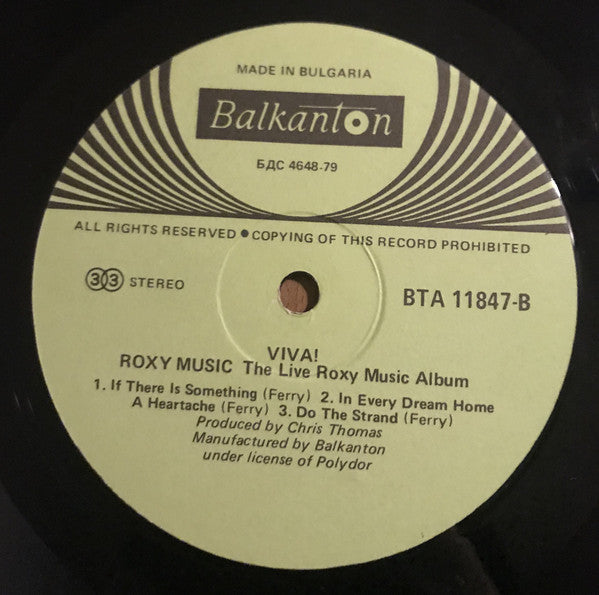 MADE IN BULGARIA
Balkanton
БДС 4648-79
ALL RIGHTS RESERVED ● COPYING OF THIS RECORD PROHIBITED
33 STEREO
BTA 11847-B
VIVA!
ROXY MUSIC The Live Roxy Music Album
1. If There Is Something (Ferry) 2. In Every Dream Home
A Heartache (Ferry) 3. Do The Strand (Ferry)
Produced by Chris Thomas
Manufactured by Balkanton
under license of Polydor